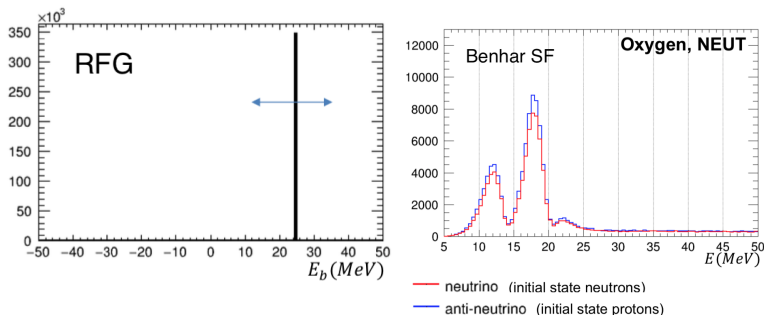 ×10³
350
300
250
200
150
100
50
0
RFG
−50 −40 −30 −20 −10 0 10 20 30 40 50
E_b(MeV)
Benhar SF
Oxygen, NEUT
12000
10000
8000
6000
4000
2000
0
5 10 15 20 25 30 35 40 45 50
E(MeV)
neutrino (initial state neutrons)
anti-neutrino (initial state protons)